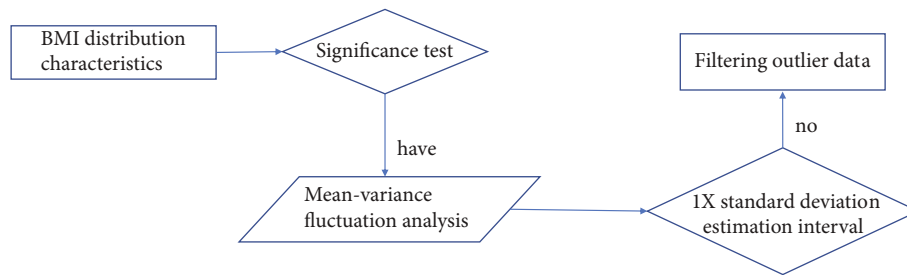 BMI distribution
characteristics
Significance test
have
Mean-variance
fluctuation analysis
1X standard deviation
estimation interval
no
Filtering outlier data